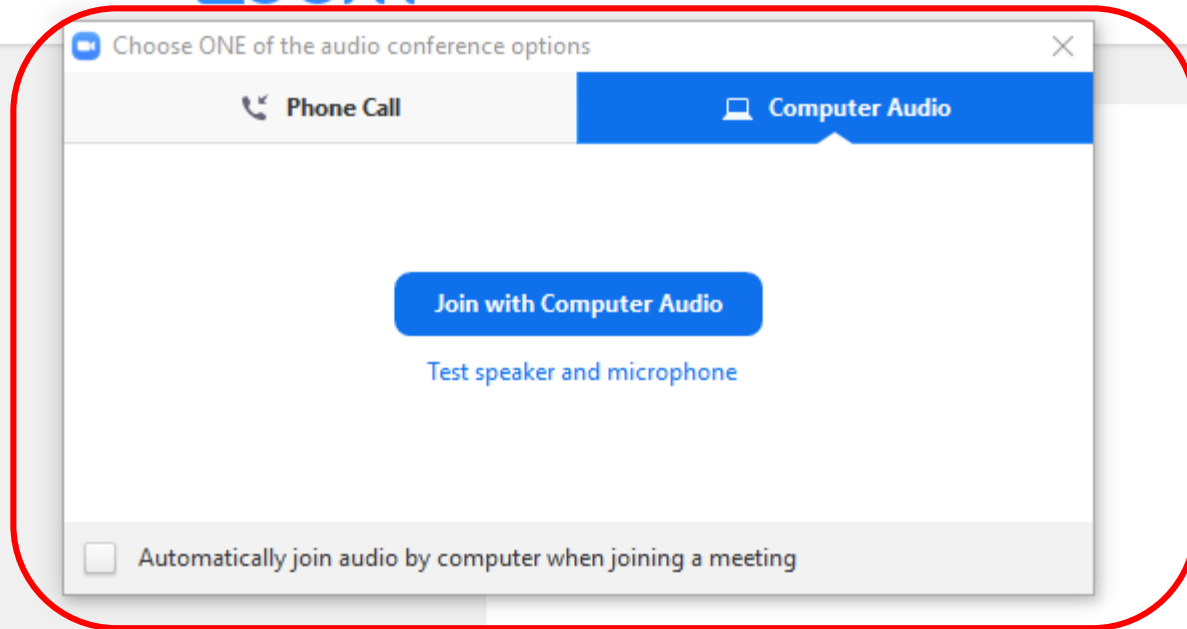 Choose ONE of the audio conference options
Phone Call
Computer Audio
Join with Computer Audio
Test speaker and microphone
Automatically join audio by computer when joining a meeting